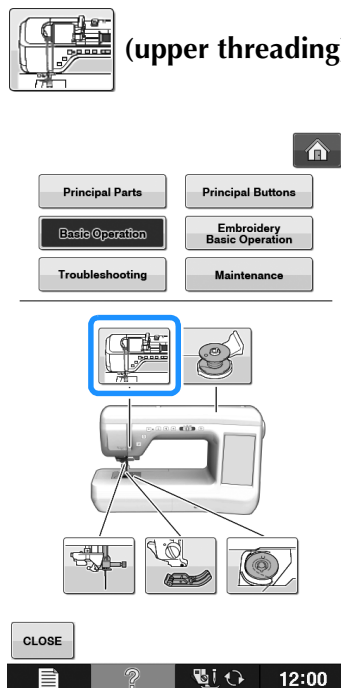 (upper threading)
Principal Parts
Principal Buttons
Basic Operation
Embroidery
Basic Operation
Troubleshooting
Maintenance
CLOSE
12:00